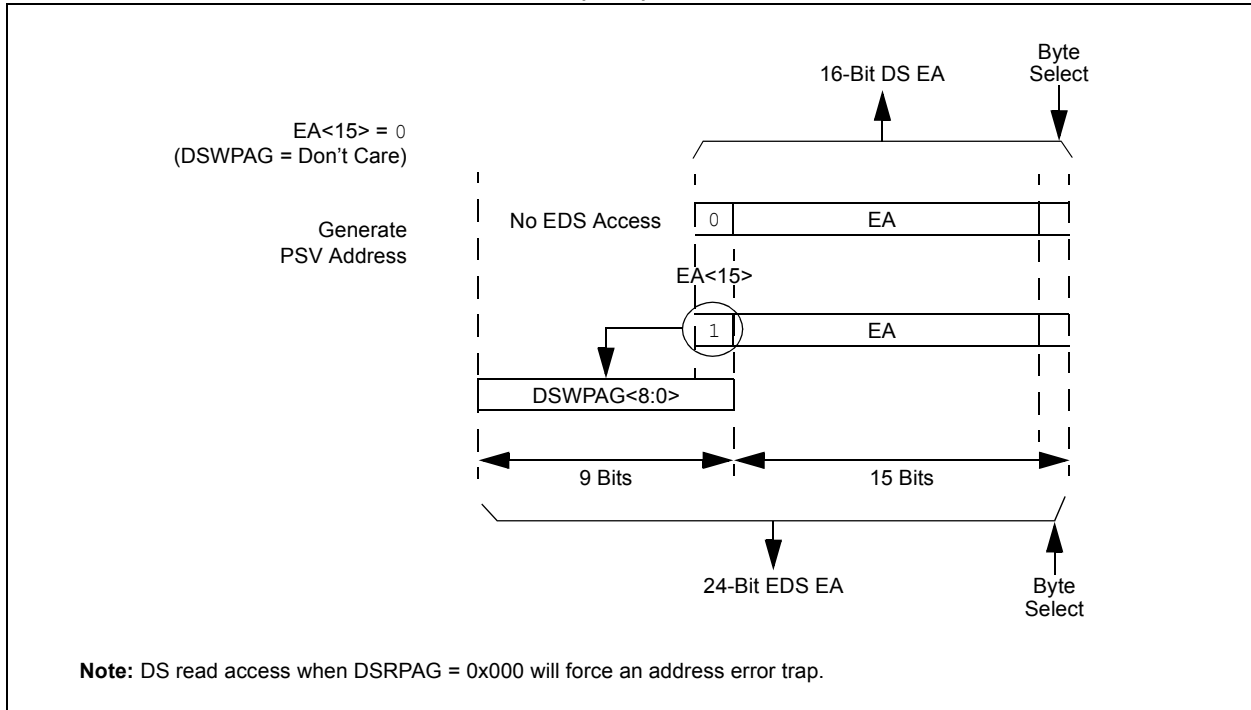 16-Bit DS EA
Byte
Select
EA<15> = 0
(DSWPAG = Don't Care)
Generate
PSV Address
No EDS Access
0
EA
EA<15>
1
EA
DSWPAG<8:0>
9 Bits
15 Bits
24-Bit EDS EA
Byte
Select
Note: DS read access when DSRPAG = 0x000 will force an address error trap.